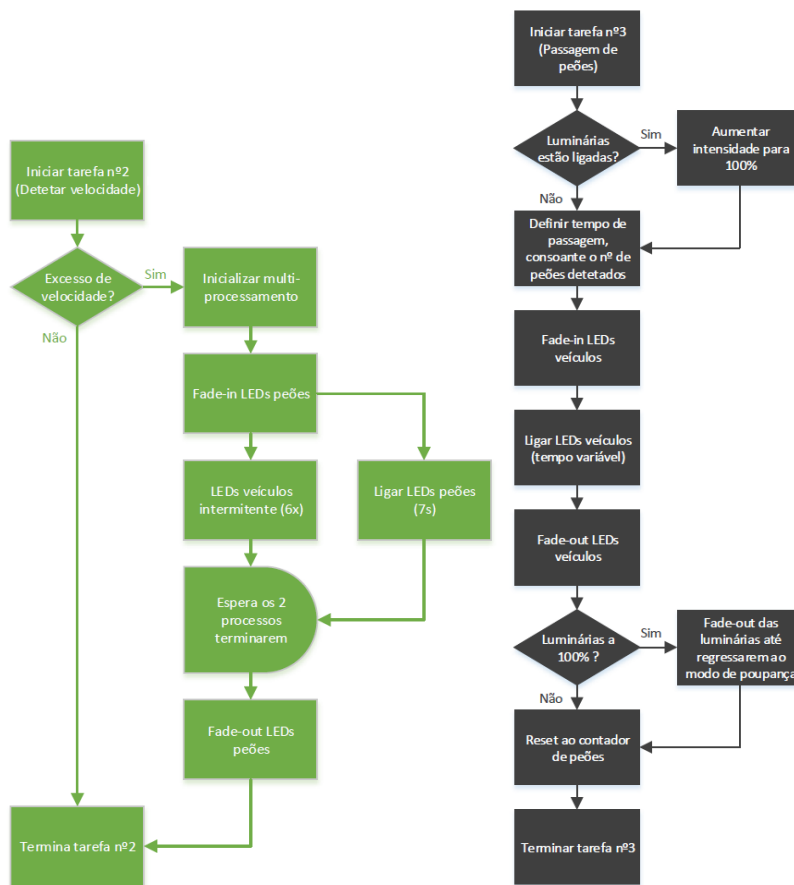 Iniciar tarefa nº2
(Detetar velocidade)
Excesso de
velocidade?
Sim
Não
Inicializar multi-
processamento
Fade-in LEDs peões
LEDs veículos
intermitente (6x)
Ligar LEDs peões
(7s)
Espera os 2
processos
terminarem
Fade-out LEDs
peões
Termina tarefa nº2
Iniciar tarefa nº3
(Passagem de
peões)
Luminárias
estão ligadas?
Sim
Aumentar
intensidade para
100%
Não
Definir tempo de
passagem,
consoante o nº de
peões detetados
Fade-in LEDs
veículos
Ligar LEDs veículos
(tempo variável)
Fade-out LEDs
veículos
Luminárias a
100% ?
Sim
Fade-out das
luminárias até
regressarem ao
modo de poupança
Não
Reset ao contador
de peões
Terminar tarefa nº3